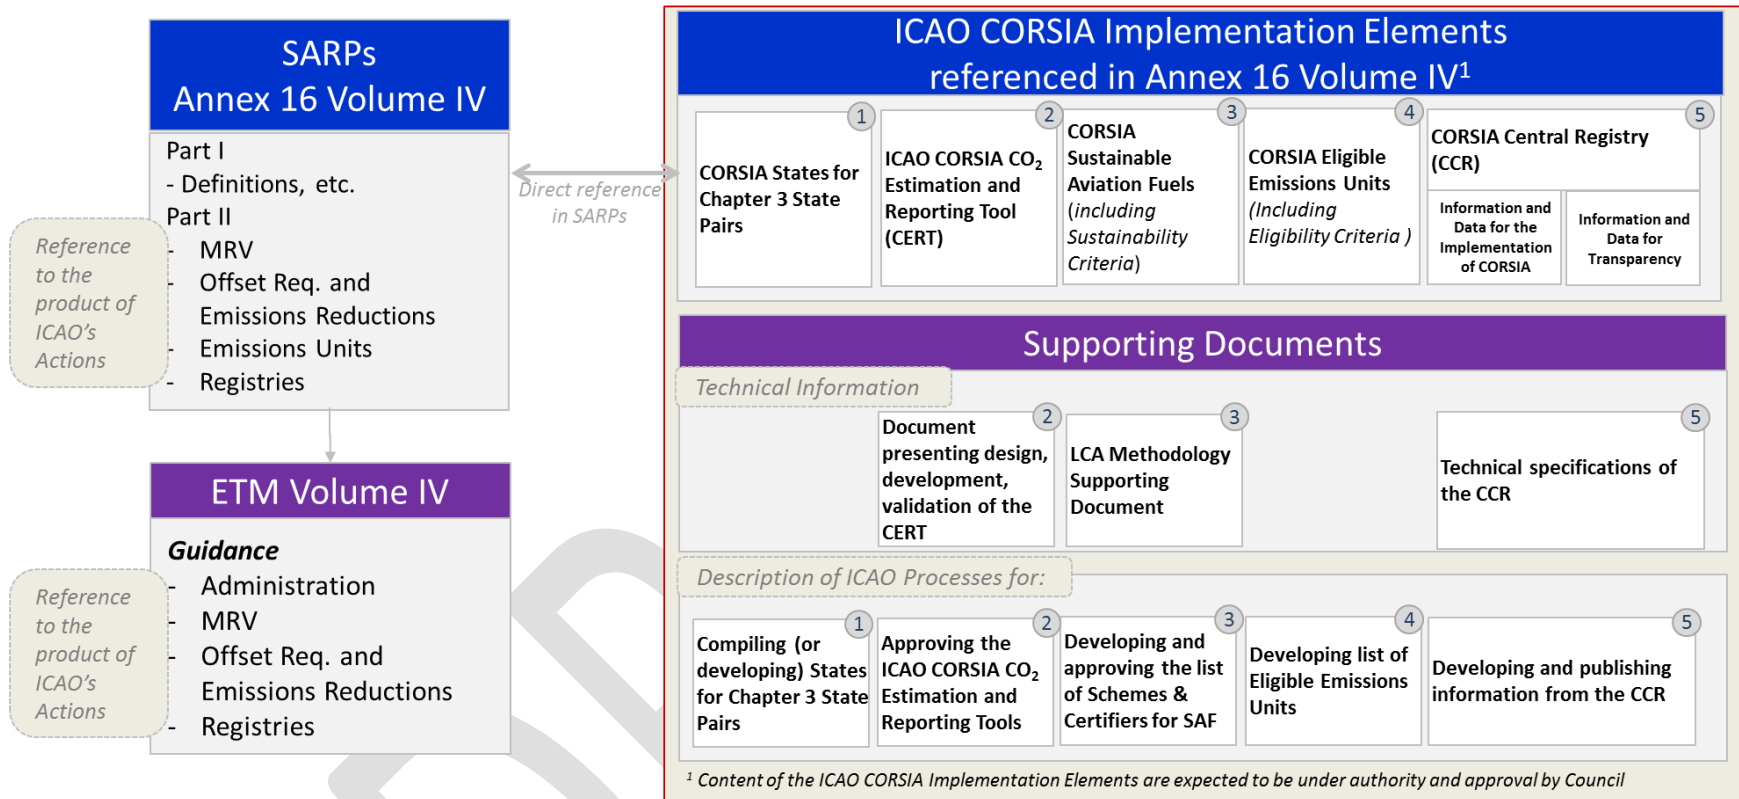 SARPs
Annex 16 Volume IV
Part I
- Definitions, etc.
Part II
- MRV
- Offset Req. and
Emissions Reductions
- Emissions Units
- Registries
Reference
to the
product of
ICAO's
Actions
Direct reference
in SARPs
ETM Volume IV
Guidance
- Administration
- MRV
- Offset Req. and
Emissions Reductions
- Registries
Reference
to the
product of
ICAO's
Actions
ICAO CORSIA Implementation Elements
referenced in Annex 16 Volume IV¹
1
CORSIA States for
Chapter 3 State
Pairs
2
ICAO CORSIA CO₂
Estimation and
Reporting Tool
(CERT)
3
CORSIA
Sustainable
Aviation Fuels
(including
Sustainability
Criteria)
4
CORSIA Eligible
Emissions Units
(Including
Eligibility Criteria )
5
CORSIA Central Registry
(CCR)
Information and
Data for the
Implementation
of CORSIA
Information and
Data for
Transparency
Supporting Documents
Technical Information
2
Document
presenting design,
development,
validation of the
CERT
3
LCA Methodology
Supporting
Document
5
Technical specifications of
the CCR
Description of ICAO Processes for:
1
Compiling (or
developing) States
for Chapter 3 State
Pairs
2
Approving the
ICAO CORSIA CO₂
Estimation and
Reporting Tools
3
Developing and
approving the list
of Schemes &
Certifiers for SAF
4
Developing list of
Eligible Emissions
Units
5
Developing and publishing
information from the CCR
¹ Content of the ICAO CORSIA Implementation Elements are expected to be under authority and approval by Council